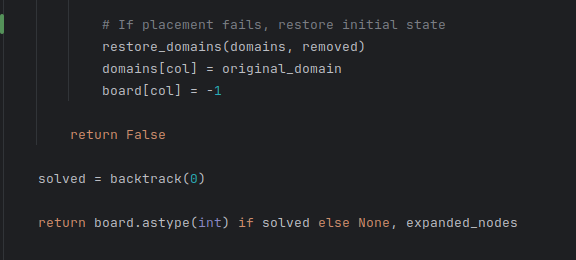 # If placement fails, restore initial state
restore_domains(domains, removed)
domains[col] = original_domain
board[col] = -1
return False
solved = backtrack(0)
return board.astype(int) if solved else None, expanded_nodes